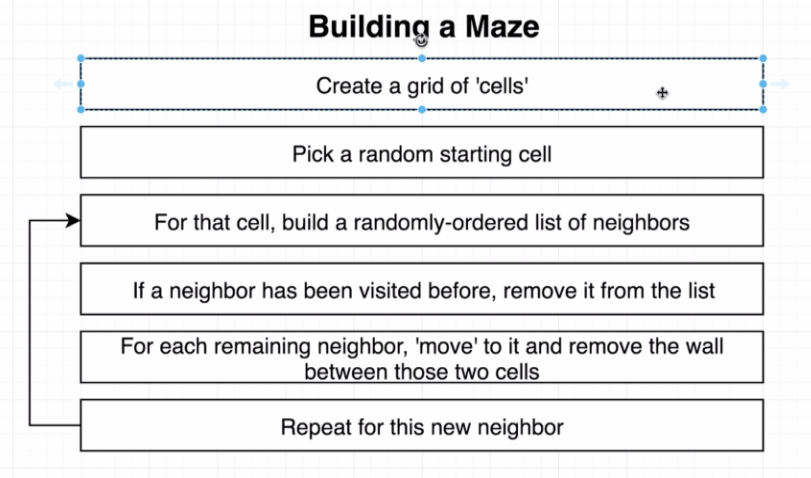 Building a Maze
Create a grid of 'cells'
Pick a random starting cell
For that cell, build a randomly-ordered list of neighbors
If a neighbor has been visited before, remove it from the list
For each remaining neighbor, 'move' to it and remove the wall
between those two cells
Repeat for this new neighbor